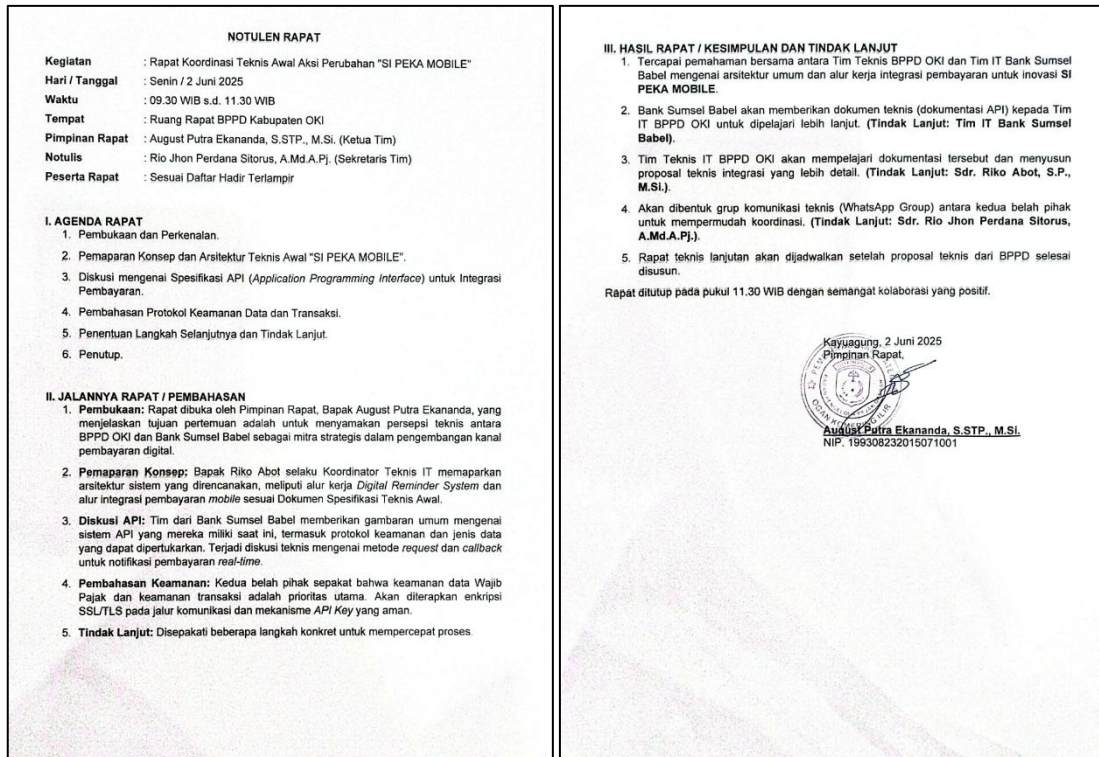 NOTULEN RAPAT
Kegiatan : Rapat Koordinasi Teknis Awal Aksi Perubahan "SI PEKA MOBILE"
Hari / Tanggal : Senin / 2 Juni 2025
Waktu : 09.30 WIB s.d. 11.30 WIB
Tempat : Ruang Rapat BPPD Kabupaten OKI
Pimpinan Rapat : August Putra Ekananda, S.STP., M.Si. (Ketua Tim)
Notulis : Rio Jhon Perdana Sitorus, A.Md.A.Pj. (Sekretaris Tim)
Peserta Rapat : Sesuai Daftar Hadir Terlampir
I. AGENDA RAPAT
1. Pembukaan dan Perkenalan.
2. Pemaparan Konsep dan Arsitektur Teknis Awal "SI PEKA MOBILE".
3. Diskusi mengenai Spesifikasi API (Application Programming Interface) untuk Integrasi
Pembayaran.
4. Pembahasan Protokol Keamanan Data dan Transaksi.
5. Penentuan Langkah Selanjutnya dan Tindak Lanjut.
6. Penutup.
II. JALANNYA RAPAT / PEMBAHASAN
1. Pembukaan: Rapat dibuka oleh Pimpinan Rapat, Bapak August Putra Ekananda, yang
menjelaskan tujuan pertemuan adalah untuk menyamakan persepsi teknis antara
BPPD OKI dan Bank Sumsel Babel sebagai mitra strategis dalam pengembangan kanal
pembayaran digital.
2. Pemaparan Konsep: Bapak Riko Abot selaku Koordinator Teknis IT memaparkan
arsitektur sistem yang direncanakan, meliputi alur kerja Digital Reminder System dan
alur integrasi pembayaran mobile sesuai Dokumen Spesifikasi Teknis Awal.
3. Diskusi API: Tim dari Bank Sumsel Babel memberikan gambaran umum mengenai
sistem API yang mereka miliki saat ini, termasuk protokol keamanan dan jenis data
yang dapat dipertukarkan. Terjadi diskusi teknis mengenai metode request dan callback
untuk notifikasi pembayaran real-time.
4. Pembahasan Keamanan: Kedua belah pihak sepakat bahwa keamanan data Wajib
Pajak dan keamanan transaksi adalah prioritas utama. Akan diterapkan enkripsi
SSL/TLS pada jalur komunikasi dan mekanisme API Key yang aman.
5. Tindak Lanjut: Disepakati beberapa langkah konkret untuk mempercepat proses.
III. HASIL RAPAT / KESIMPULAN DAN TINDAK LANJUT
1. Tercapai pemahaman bersama antara Tim Teknis BPPD OKI dan Tim IT Bank Sumsel
Babel mengenai arsitektur umum dan alur kerja integrasi pembayaran untuk inovasi SI
PEKA MOBILE.
2. Bank Sumsel Babel akan memberikan dokumen teknis (dokumentasi API) kepada Tim
IT BPPD OKI untuk dipelajari lebih lanjut. (Tindak Lanjut: Tim IT Bank Sumsel
Babel).
3. Tim Teknis IT BPPD OKI akan mempelajari dokumentasi tersebut dan menyusun
proposal teknis integrasi yang lebih detail. (Tindak Lanjut: Sdr. Riko Abot, S.P.,
M.Si.).
4. Akan dibentuk grup komunikasi teknis (WhatsApp Group) antara kedua belah pihak
untuk mempermudah koordinasi. (Tindak Lanjut: Sdr. Rio Jhon Perdana Sitorus,
A.Md.A.Pj.).
5. Rapat teknis lanjutan akan dijadwalkan setelah proposal teknis dari BPPD selesai
disusun.
Rapat ditutup pada pukul 11.30 WIB dengan semangat kolaborasi yang positif.
Kayuagung, 2 Juni 2025
Pimpinan Rapat,
OGAN KOMERING ILIR
August Putra Ekananda, S.STP., M.Si.
NIP. 199308232015071001